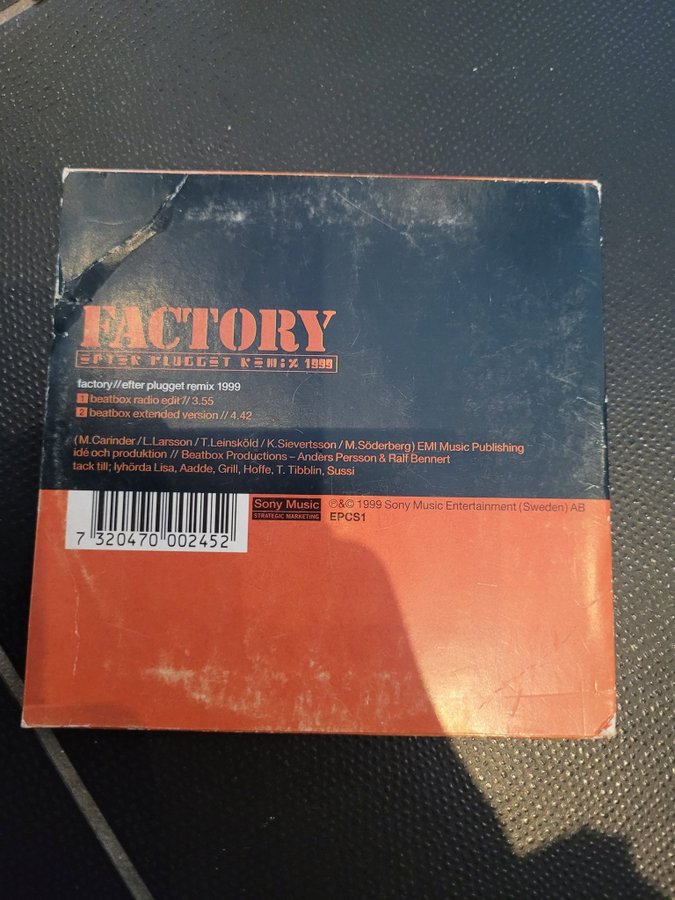 FACTORY
EFTER PLUGGET REMIX 1999
factory//efter plugget remix 1999
1 beatbox radio edit // 3.55
2 beatbox extended version // 4.42
(M.Carinder / L.Larsson / T.Leinsköld / K.Sievertsson / M.Söderberg) EMI Music Publishing
idé och produktion // Beatbox Productions – Anders Persson & Ralf Bennert
tack till; lyhörda Lisa, Aadde, Grill, Hoffe, T. Tibblin, Sussi
Sony Music ℗&© 1999 Sony Music Entertainment (Sweden) AB
STRATEGIC MARKETING EPCS1
7 320470 002452